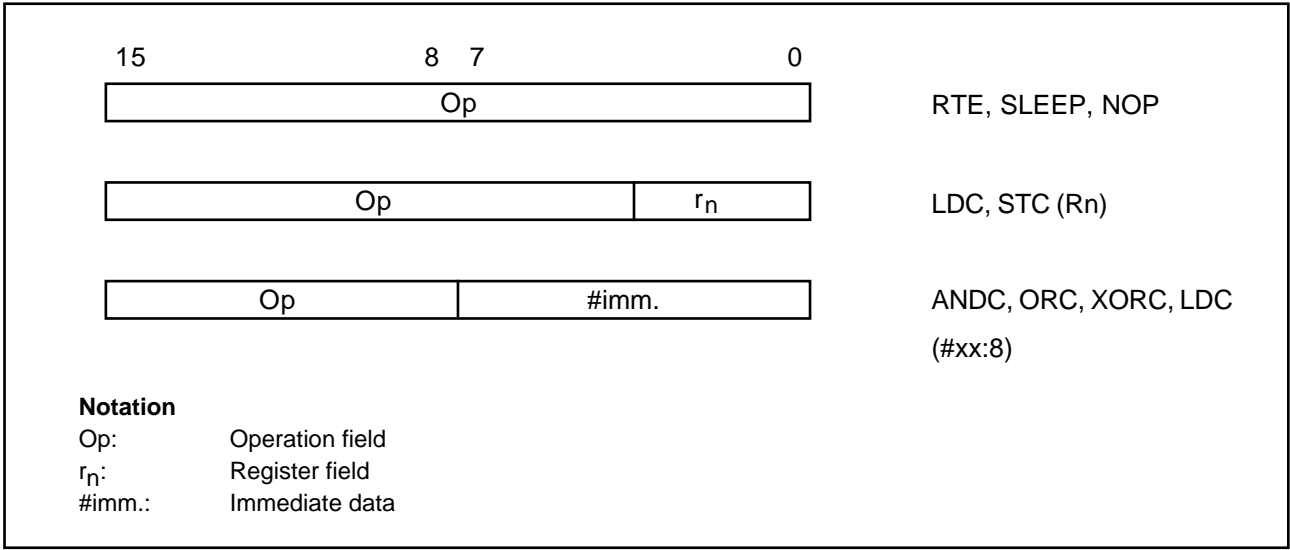 15 8 7 0
Op RTE, SLEEP, NOP
Op rn LDC, STC (Rn)
Op #imm. ANDC, ORC, XORC, LDC
(#xx:8)
Notation
Op: Operation field
rn: Register field
#imm.: Immediate data